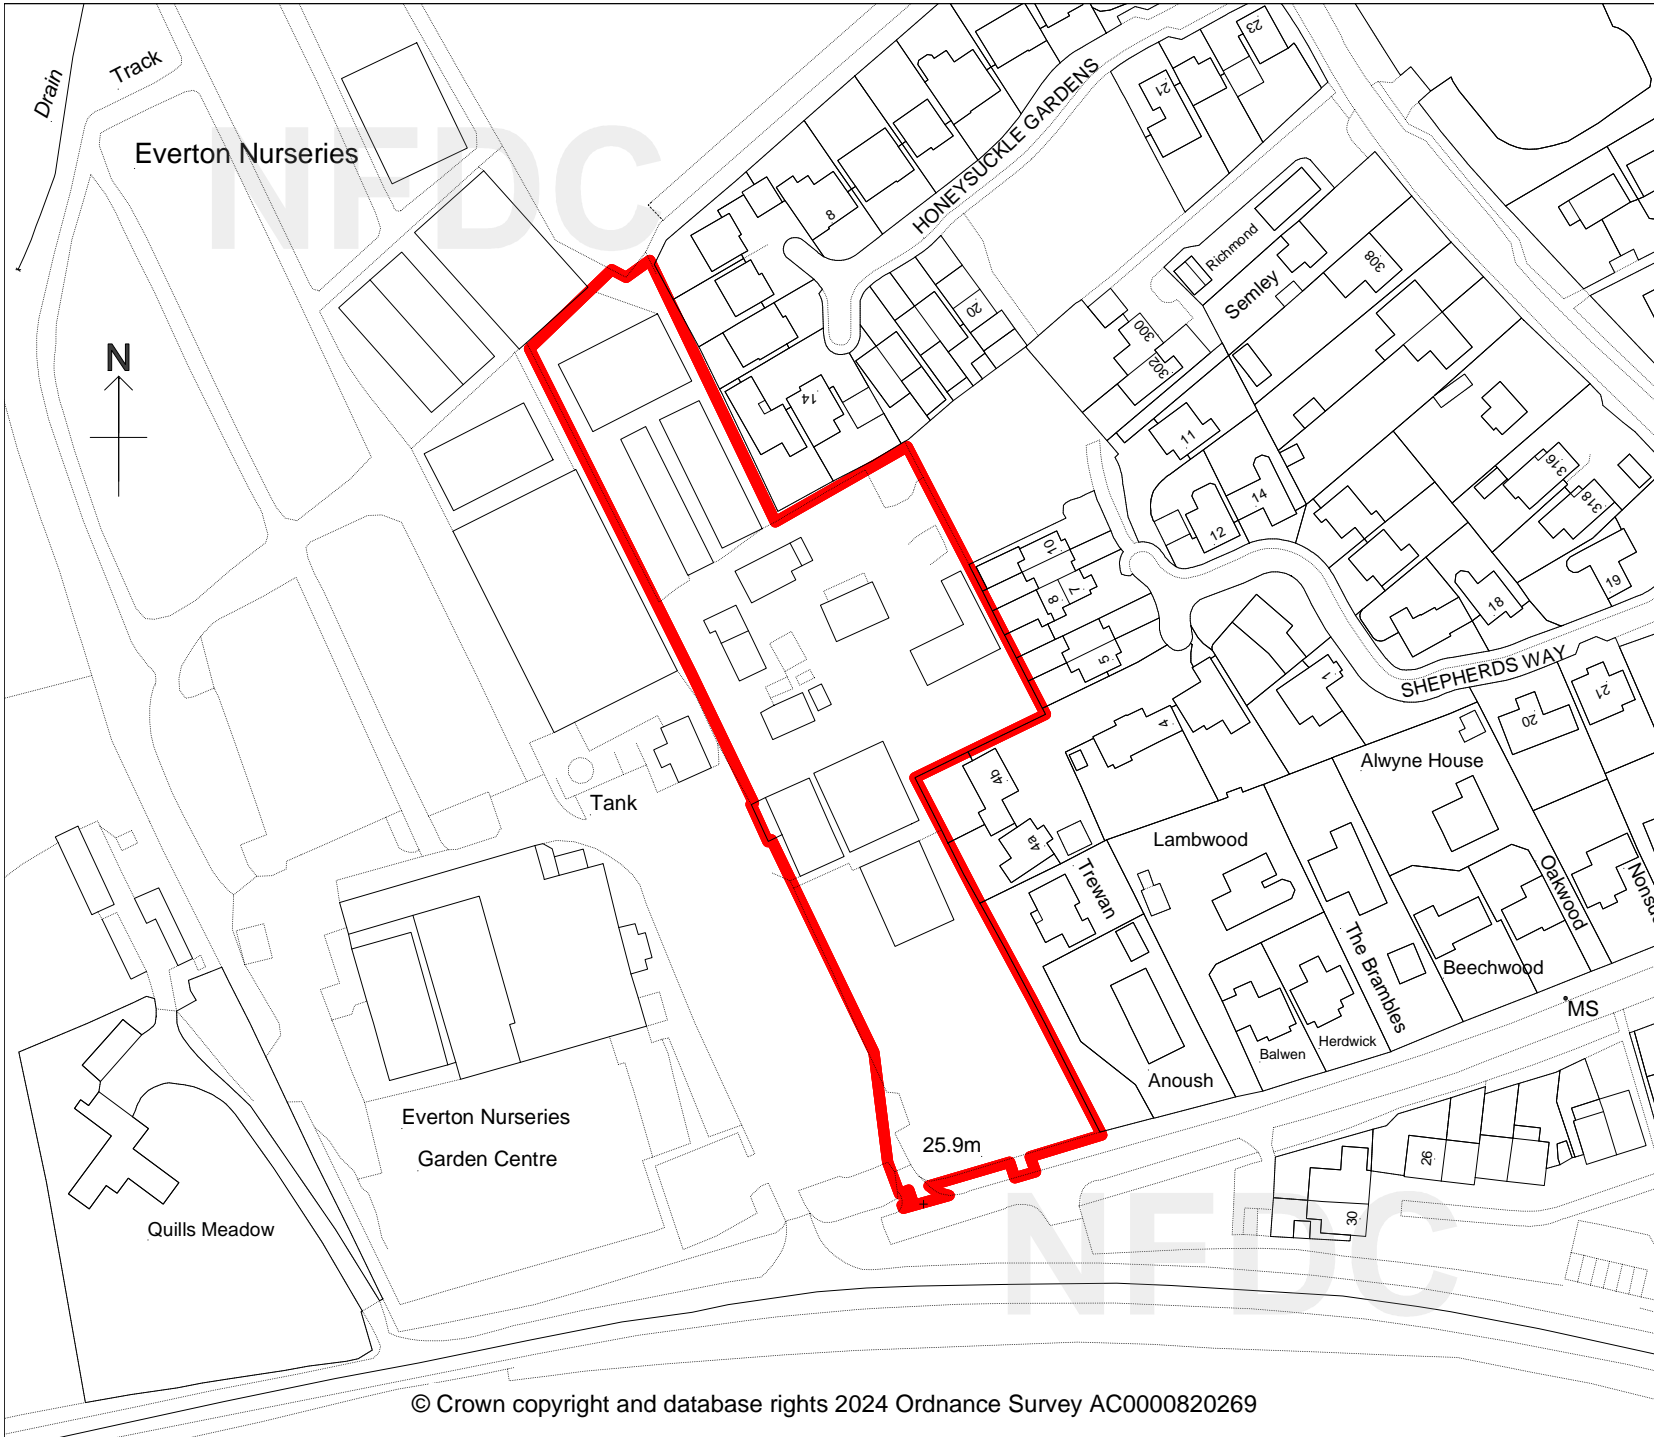 Drain
Track
Everton Nurseries
NFDC
N
HONEYSUCKLE GARDENS
23
21
8
20
14
Richmond
Semley
308
300
302
11
12
14
316
318
19
18
10
7
8
5
SHEPHERDS WAY
1
4
4b
4a
20
21
Alwyne House
Lambwood
Trewan
Tank
The Brambles
Oakwood
Beechwood
MS
Balwen
Herdwick
Anoush
Everton Nurseries
Garden Centre
Quills Meadow
25.9m
26
30
NFDC
© Crown copyright and database rights 2024 Ordnance Survey AC0000820269